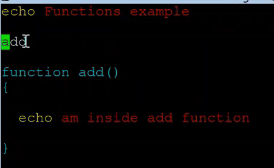 echo Functions example
add
function add()
{
echo am inside add function
}